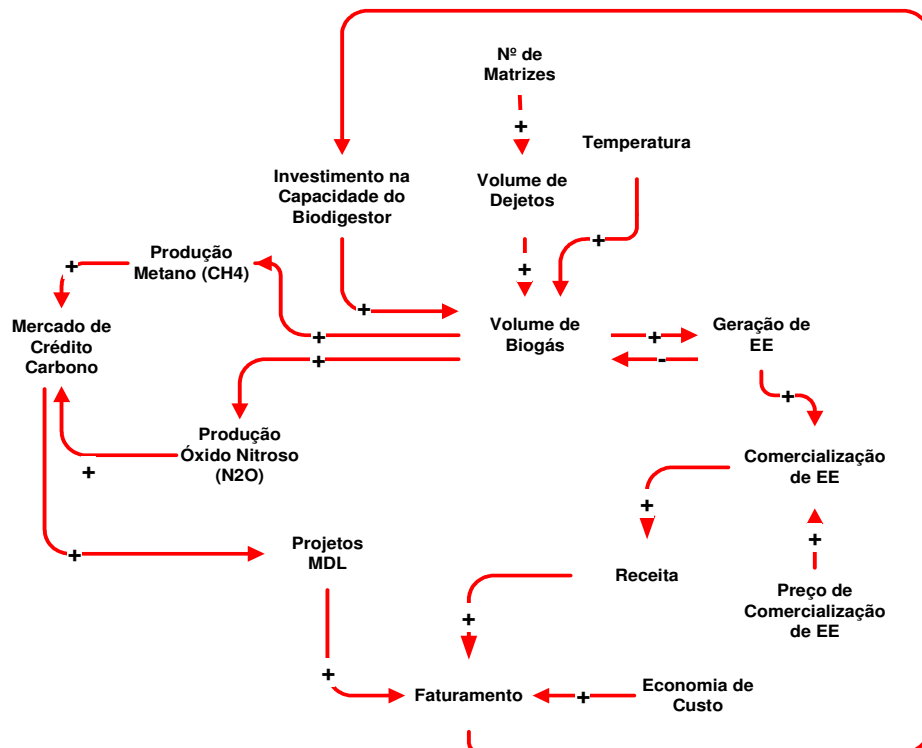 Nº de
Matrizes
+
Temperatura
Investimento na
Capacidade do
Biodigestor
Volume de
Dejetos
+
+
Produção
Metano (CH4)
+
+
Mercado de
Crédito
Carbono
Volume de
Biogás
+
+
+
-
Geração de
EE
+
Produção
Óxido Nitroso
(N2O)
+
Comercialização
de EE
+
+
Projetos
MDL
+
Receita
Preço de
Comercialização
de EE
+
+
Faturamento
+
Economia de
Custo